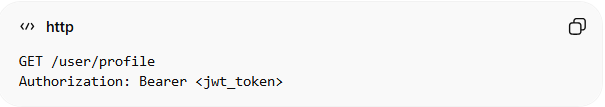 http
GET /user/profile
Authorization: Bearer <jwt_token>